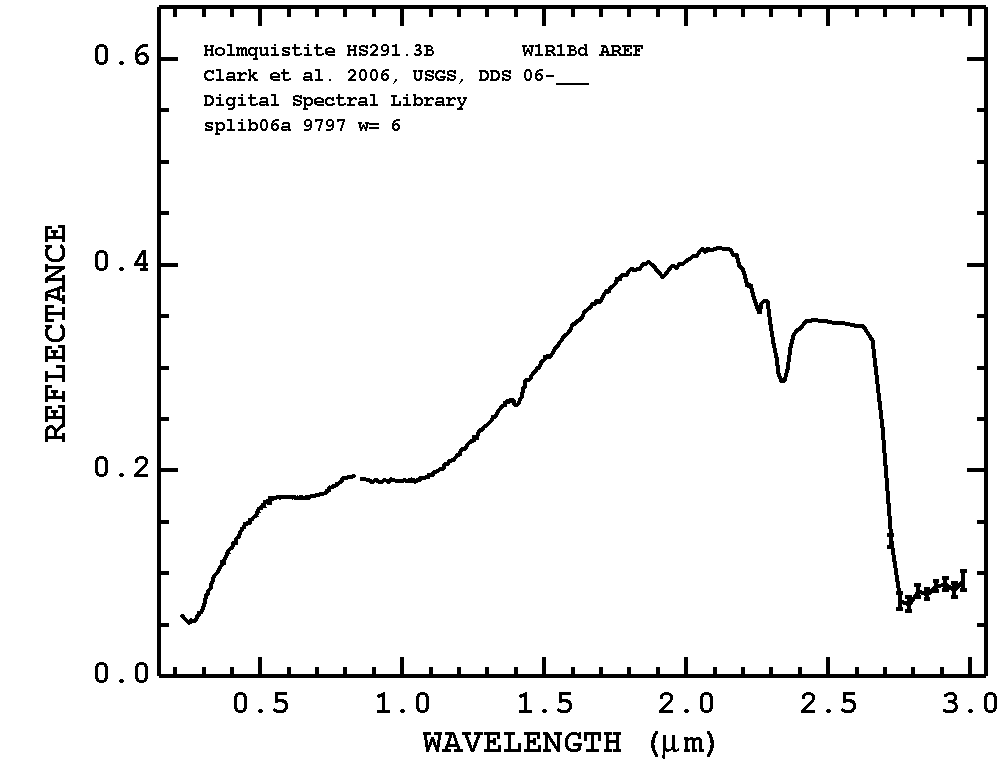 Holmquistite HS291.3B W1R1Bd AREF
Clark et al. 2006, USGS, DDS 06-___
Digital Spectral Library
splib06a 9797 w= 6
0.6
0.4
0.2
0.0
REFLECTANCE
0.5 1.0 1.5 2.0 2.5 3.0
WAVELENGTH (μm)